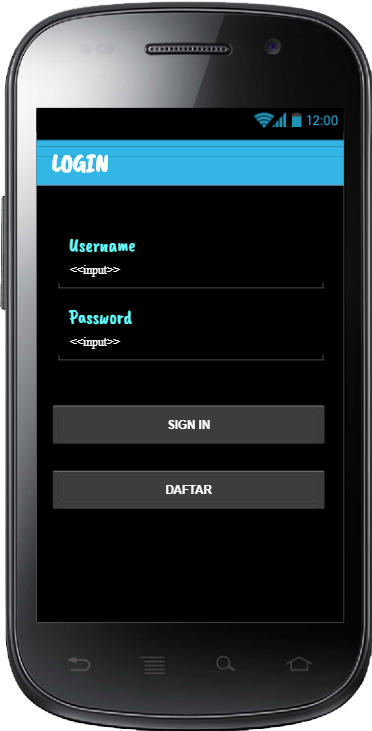 12:00
LOGIN
Username
<<input>>
Password
<<input>>
SIGN IN
DAFTAR